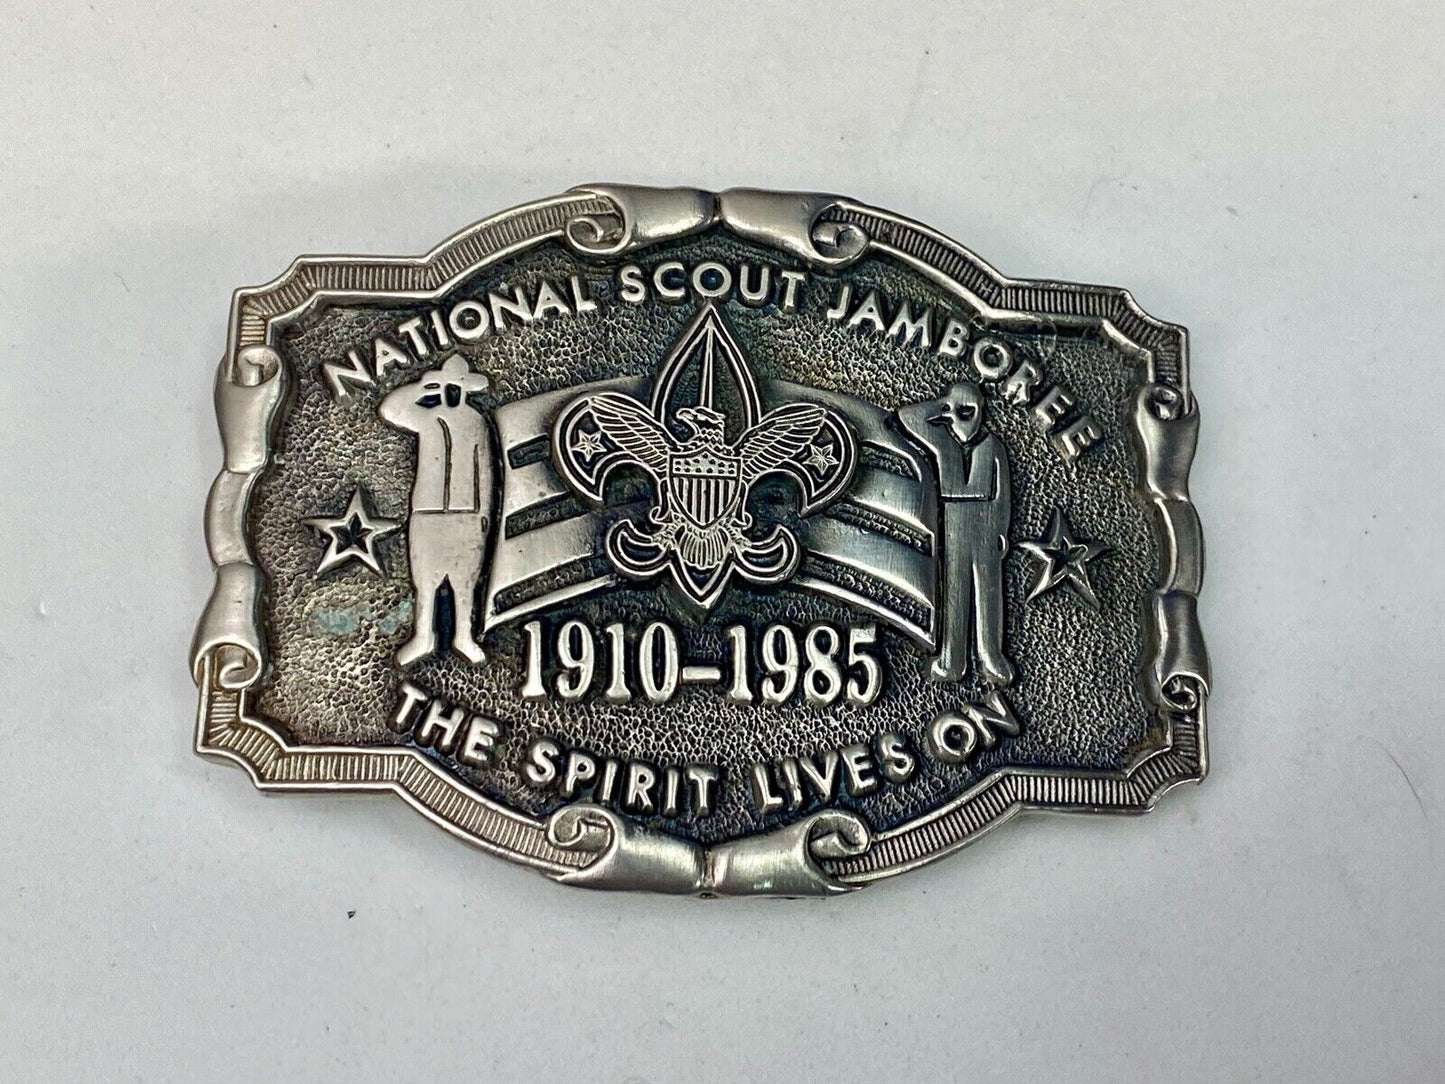 NATIONAL SCOUT JAMBOREE
1910-1985
THE SPIRIT LIVES ON